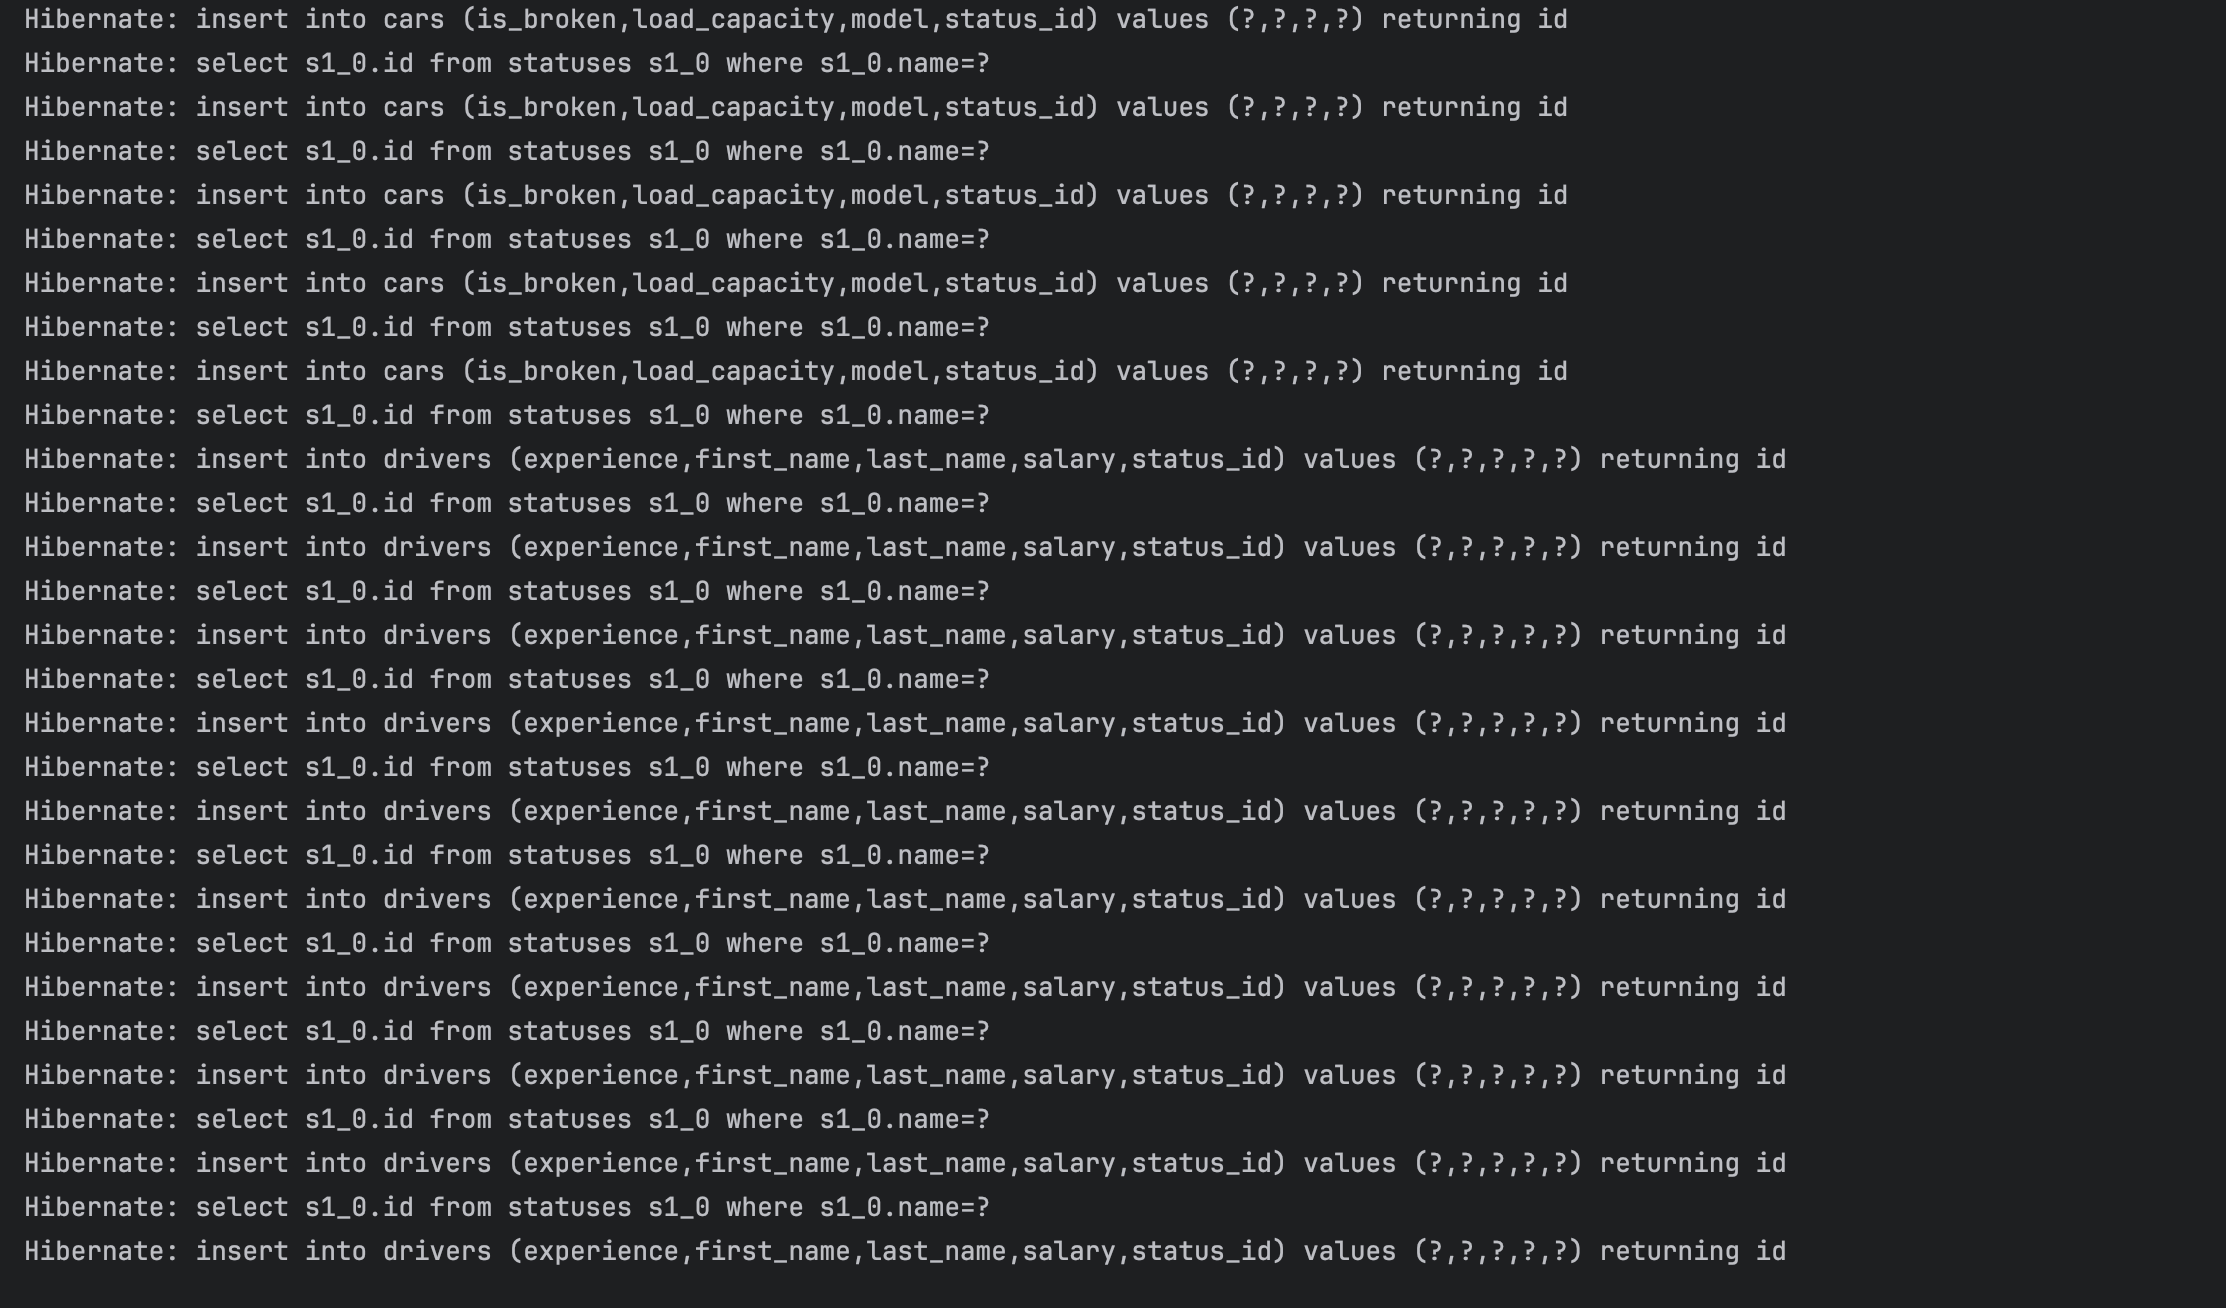 Hibernate: insert into cars (is_broken,load_capacity,model,status_id) values (?,?,?,?) returning id
Hibernate: select s1_0.id from statuses s1_0 where s1_0.name=?
Hibernate: insert into cars (is_broken,load_capacity,model,status_id) values (?,?,?,?) returning id
Hibernate: select s1_0.id from statuses s1_0 where s1_0.name=?
Hibernate: insert into cars (is_broken,load_capacity,model,status_id) values (?,?,?,?) returning id
Hibernate: select s1_0.id from statuses s1_0 where s1_0.name=?
Hibernate: insert into cars (is_broken,load_capacity,model,status_id) values (?,?,?,?) returning id
Hibernate: select s1_0.id from statuses s1_0 where s1_0.name=?
Hibernate: insert into cars (is_broken,load_capacity,model,status_id) values (?,?,?,?) returning id
Hibernate: select s1_0.id from statuses s1_0 where s1_0.name=?
Hibernate: insert into drivers (experience,first_name,last_name,salary,status_id) values (?,?,?,?,?) returning id
Hibernate: select s1_0.id from statuses s1_0 where s1_0.name=?
Hibernate: insert into drivers (experience,first_name,last_name,salary,status_id) values (?,?,?,?,?) returning id
Hibernate: select s1_0.id from statuses s1_0 where s1_0.name=?
Hibernate: insert into drivers (experience,first_name,last_name,salary,status_id) values (?,?,?,?,?) returning id
Hibernate: select s1_0.id from statuses s1_0 where s1_0.name=?
Hibernate: insert into drivers (experience,first_name,last_name,salary,status_id) values (?,?,?,?,?) returning id
Hibernate: select s1_0.id from statuses s1_0 where s1_0.name=?
Hibernate: insert into drivers (experience,first_name,last_name,salary,status_id) values (?,?,?,?,?) returning id
Hibernate: select s1_0.id from statuses s1_0 where s1_0.name=?
Hibernate: insert into drivers (experience,first_name,last_name,salary,status_id) values (?,?,?,?,?) returning id
Hibernate: select s1_0.id from statuses s1_0 where s1_0.name=?
Hibernate: insert into drivers (experience,first_name,last_name,salary,status_id) values (?,?,?,?,?) returning id
Hibernate: select s1_0.id from statuses s1_0 where s1_0.name=?
Hibernate: insert into drivers (experience,first_name,last_name,salary,status_id) values (?,?,?,?,?) returning id
Hibernate: select s1_0.id from statuses s1_0 where s1_0.name=?
Hibernate: insert into drivers (experience,first_name,last_name,salary,status_id) values (?,?,?,?,?) returning id
Hibernate: select s1_0.id from statuses s1_0 where s1_0.name=?
Hibernate: insert into drivers (experience,first_name,last_name,salary,status_id) values (?,?,?,?,?) returning id